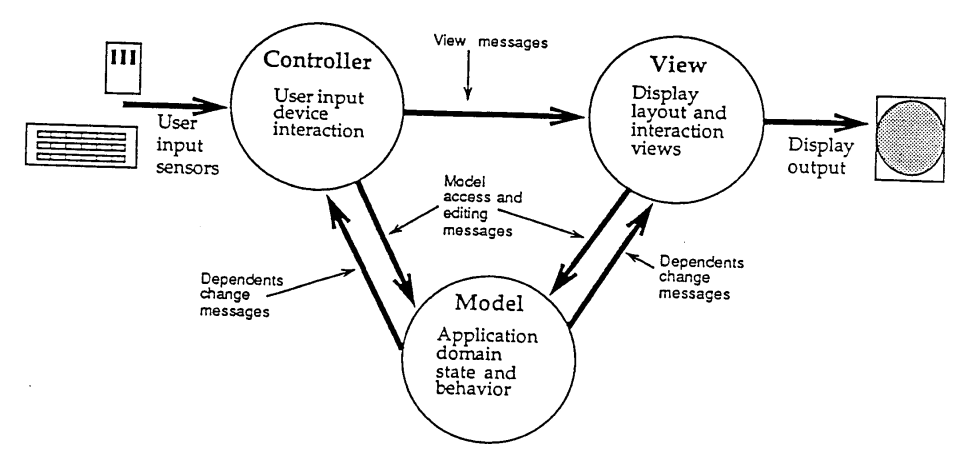 View messages
Controller
User input
device
interaction
View
Display
layout and
interaction
views
User
input
sensors
Display
output
Model
access and
editing
messages
Dependents
change
messages
Dependents
change
messages
Model
Application
domain
state and
behavior